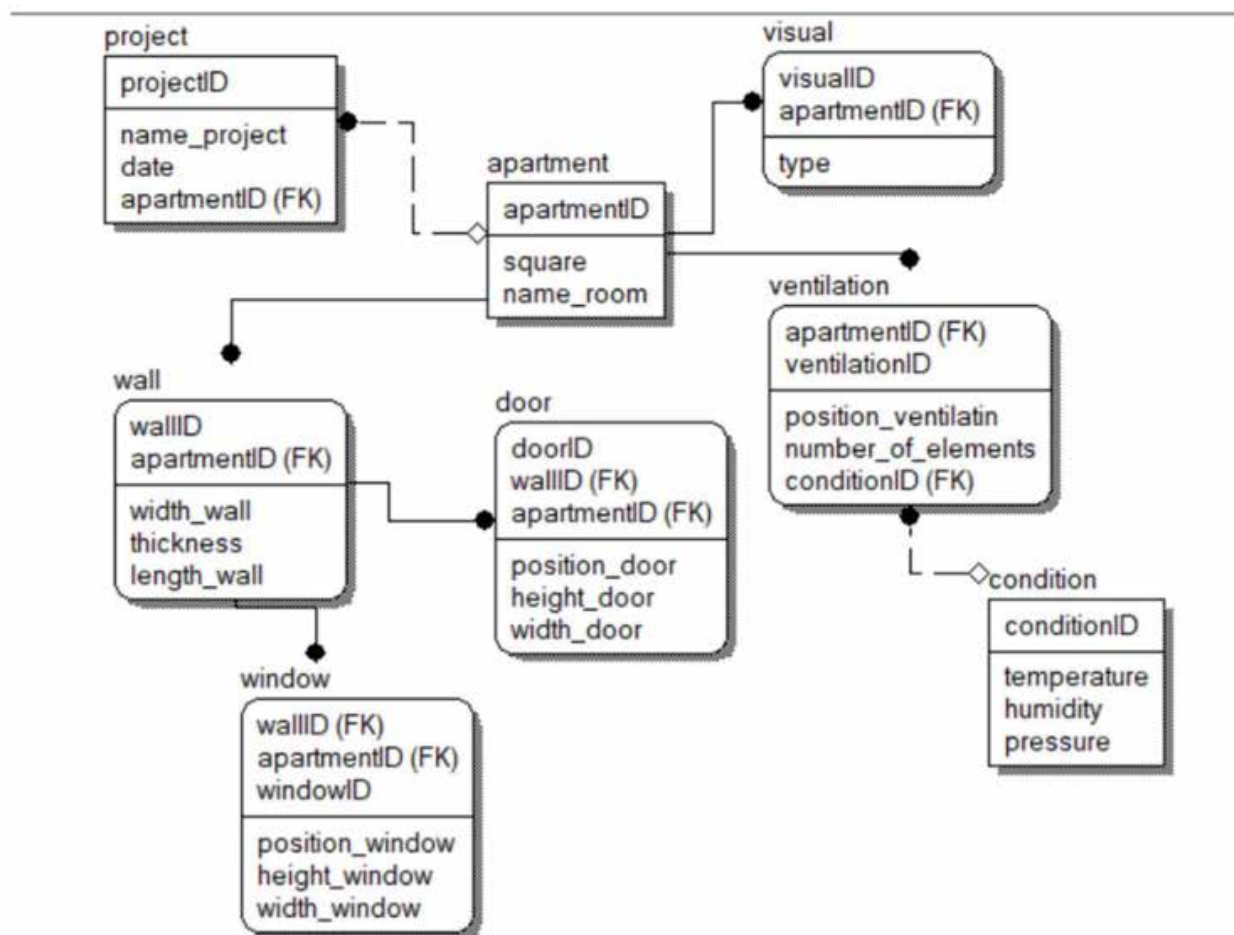 project
projectID
name_project
date
apartmentID (FK)
visual
visualID
apartmentID (FK)
type
apartment
apartmentID
square
name_room
ventilation
apartmentID (FK)
ventilationID
position_ventilatin
number_of_elements
conditionID (FK)
wall
wallID
apartmentID (FK)
width_wall
thickness
length_wall
door
doorID
wallID (FK)
apartmentID (FK)
position_door
height_door
width_door
condition
conditionID
temperature
humidity
pressure
window
wallID (FK)
apartmentID (FK)
windowID
position_window
height_window
width_window